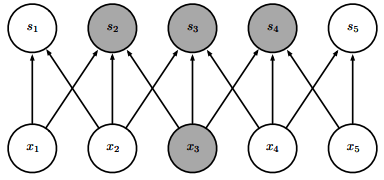 s₁ s₂ s₃ s₄ s₅
x₁ x₂ x₃ x₄ x₅